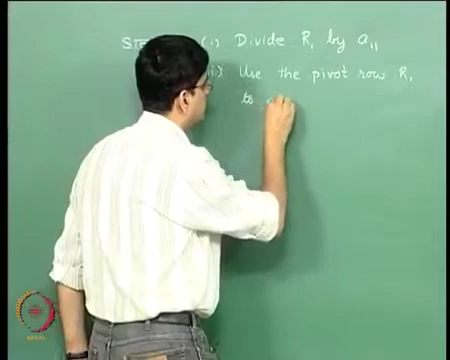 (i) Divide R₁ by a₁₁
(ii) Use the pivot row R₁
to